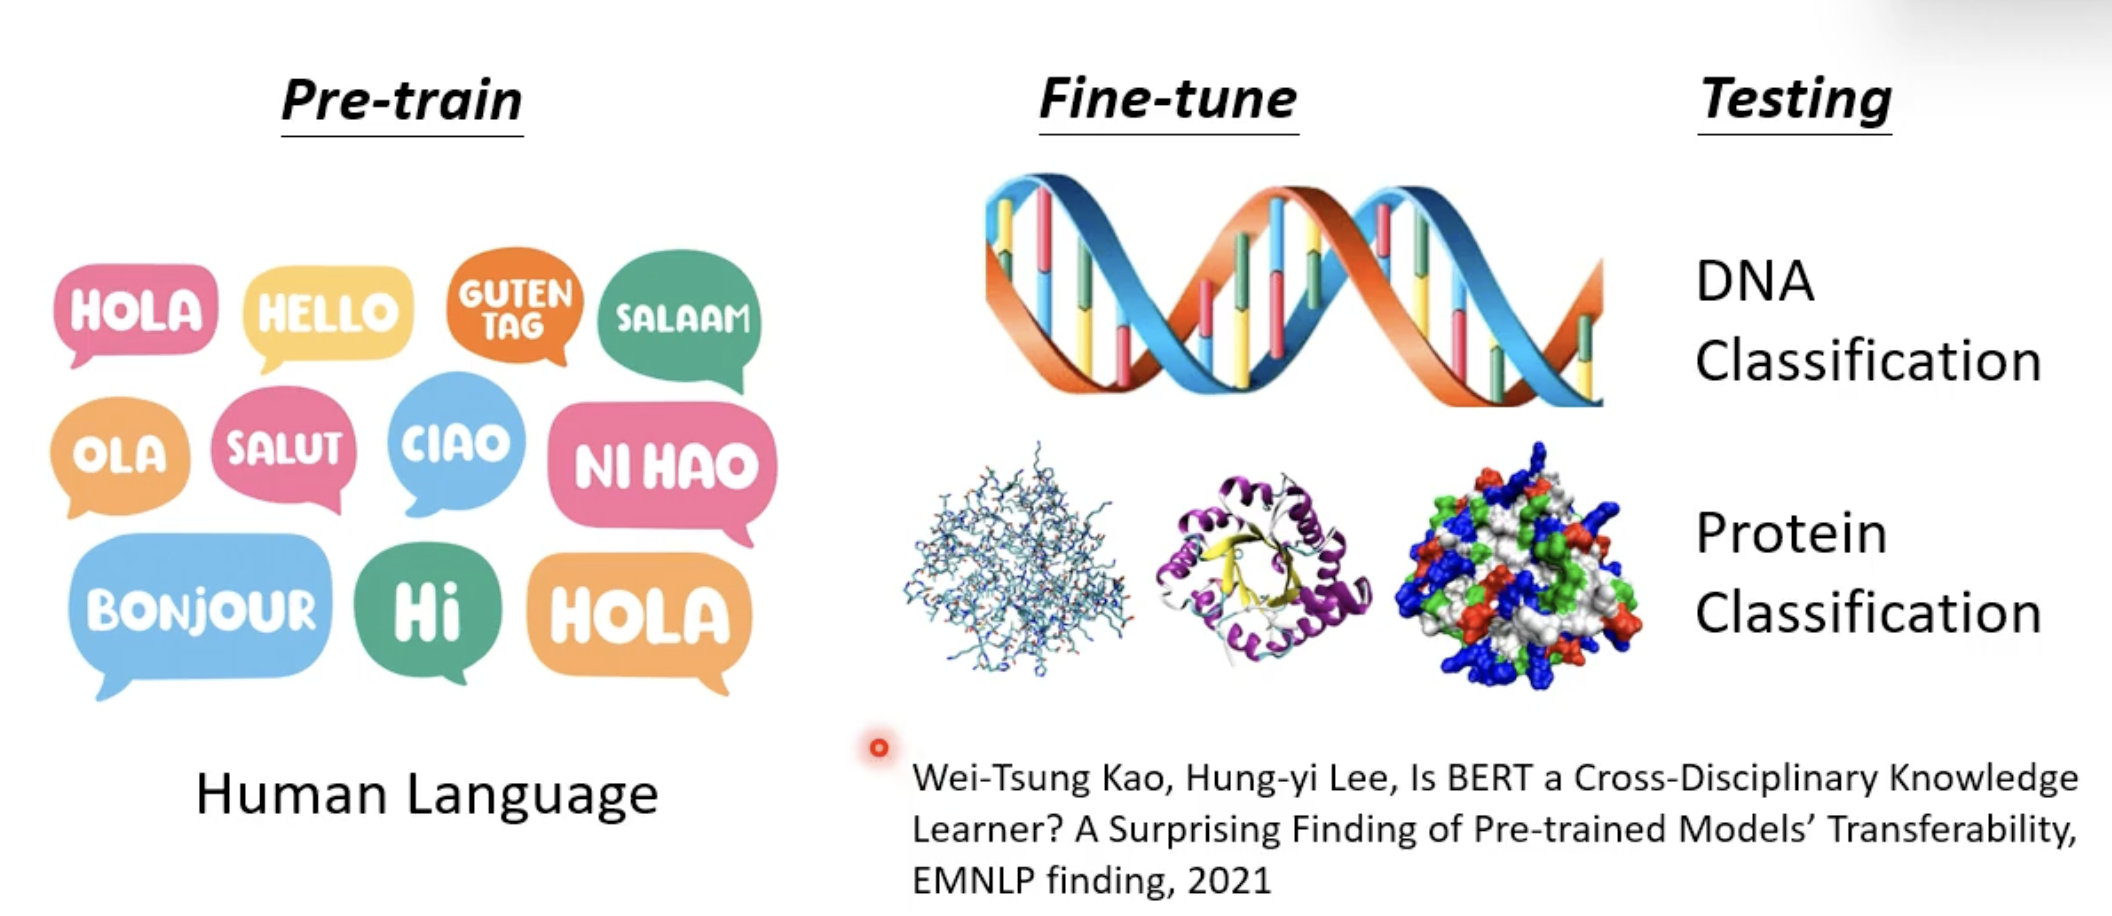 Pre-train
Fine-tune
Testing
HOLA
HELLO
GUTEN
TAG
SALAAM
OLA
SALUT
CIAO
NI HAO
BONjOUR
Hi
HOLA
Human Language
DNA
Classification
Protein
Classification
Wei-Tsung Kao, Hung-yi Lee, Is BERT a Cross-Disciplinary Knowledge
Learner? A Surprising Finding of Pre-trained Models’ Transferability,
EMNLP finding, 2021